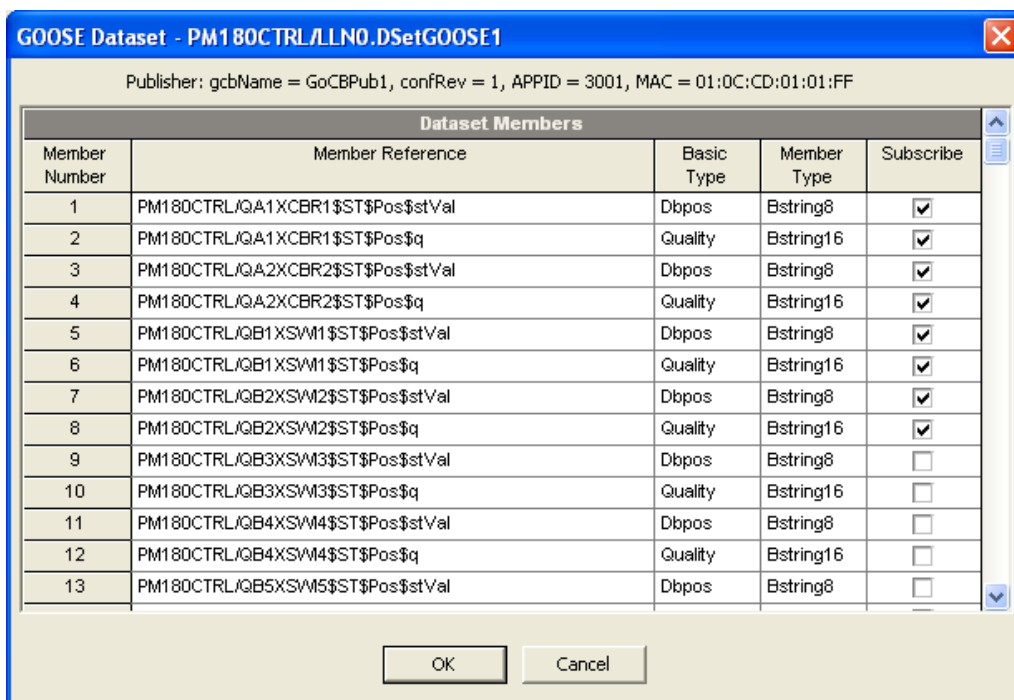 GOOSE Dataset - PM180CTRL/LLN0.DSetGOOSE1
Publisher: gcbName = GoCBPub1, confRev = 1, APPID = 3001, MAC = 01:0C:CD:01:01:FF
Dataset Members
Member Number Member Reference Basic Type Member Type Subscribe
1 PM180CTRL/QA1XCBR1$ST$Pos$stVal Dbpos Bstring8
2 PM180CTRL/QA1XCBR1$ST$Pos$q Quality Bstring16
3 PM180CTRL/QA2XCBR2$ST$Pos$stVal Dbpos Bstring8
4 PM180CTRL/QA2XCBR2$ST$Pos$q Quality Bstring16
5 PM180CTRL/QB1XSWI1$ST$Pos$stVal Dbpos Bstring8
6 PM180CTRL/QB1XSWI1$ST$Pos$q Quality Bstring16
7 PM180CTRL/QB2XSWI2$ST$Pos$stVal Dbpos Bstring8
8 PM180CTRL/QB2XSWI2$ST$Pos$q Quality Bstring16
9 PM180CTRL/QB3XSWI3$ST$Pos$stVal Dbpos Bstring8
10 PM180CTRL/QB3XSWI3$ST$Pos$q Quality Bstring16
11 PM180CTRL/QB4XSWI4$ST$Pos$stVal Dbpos Bstring8
12 PM180CTRL/QB4XSWI4$ST$Pos$q Quality Bstring16
13 PM180CTRL/QB5XSWI5$ST$Pos$stVal Dbpos Bstring8
OK Cancel